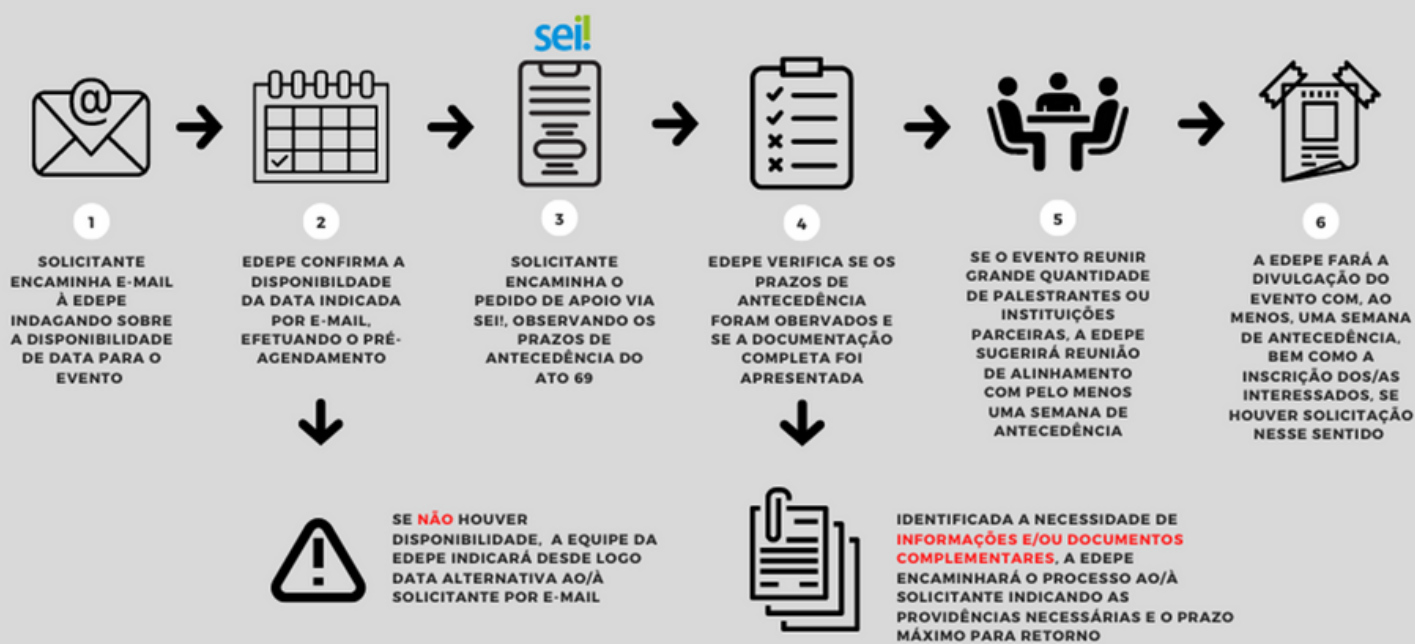 sei!
@
1
SOLICITANTE
ENCAMINHA E-MAIL
À EDEPE
INDAGANDO SOBRE
A DISPONIBILIDADE
DE DATA PARA O
EVENTO
2
EDEPE CONFIRMA A
DISPONIBILDADE
DA DATA INDICADA
POR E-MAIL,
EFETUANDO O PRÉ-
AGENDAMENTO
3
SOLICITANTE
ENCAMINHA O
PEDIDO DE APOIO VIA
SEI!, OBSERVANDO OS
PRAZOS DE
ANTECEDÊNCIA DO
ATO 69
4
EDEPE VERIFICA SE OS
PRAZOS DE
ANTECEDÊNCIA
FORAM OBERVADOS E
SE A DOCUMENTAÇÃO
COMPLETA FOI
APRESENTADA
5
SE O EVENTO REUNIR
GRANDE QUANTIDADE
DE PALESTRANTES OU
INSTITUIÇÕES
PARCEIRAS, A EDEPE
SUGERIRÁ REUNIÃO
DE ALINHAMENTO
COM PELO MENOS
UMA SEMANA DE
ANTECEDÊNCIA
6
A EDEPE FARÁ A
DIVULGAÇÃO DO
EVENTO COM, AO
MENOS, UMA SEMANA
DE ANTECEDÊNCIA,
BEM COMO A
INSCRIÇÃO DOS/AS
INTERESSADOS, SE
HOUVER SOLICITAÇÃO
NESSE SENTIDO
SE NÃO HOUVER
DISPONIBILIDADE, A EQUIPE DA
EDEPE INDICARÁ DESDE LOGO
DATA ALTERNATIVA AO/À
SOLICITANTE POR E-MAIL
IDENTIFICADA A NECESSIDADE DE
INFORMAÇÕES E/OU DOCUMENTOS
COMPLEMENTARES, A EDEPE
ENCAMINHARÁ O PROCESSO AO/À
SOLICITANTE INDICANDO AS
PROVIDÊNCIAS NECESSÁRIAS E O PRAZO
MÁXIMO PARA RETORNO